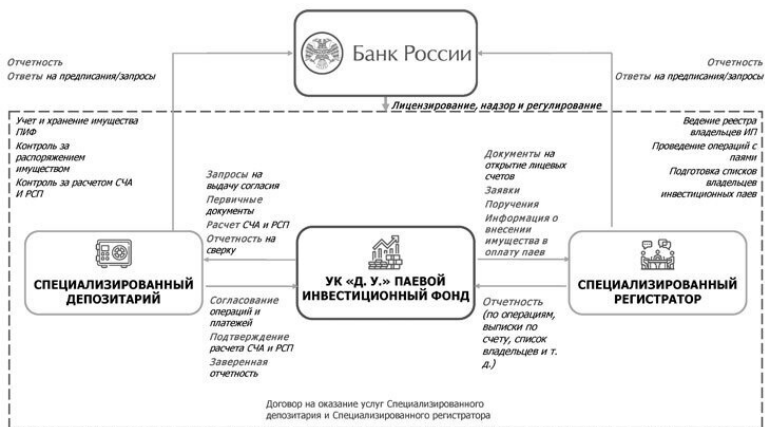 Банк России
Отчетность
Ответы на предписания/запросы
Отчетность
Ответы на предписания/запросы
Лицензирование, надзор и регулирование
Учет и хранение имущества
ПИФ
Контроль за
распоряжением
имуществом
Контроль за расчетом СЧА
И РСП
Ведение реестра
владельцев ИП
Проведение операций с
паями
Подготовка списков
владельцев
инвестиционных паев
Запросы на
выдачу согласия
Первичные
документы
Расчет СЧА и РСП
Отчетность на
сверку
Документы на
открытие лицевых
счетов
Заявки
Поручения
Информация о
внесении
имущества в
оплату паев
СПЕЦИАЛИЗИРОВАННЫЙ
ДЕПОЗИТАРИЙ
УК «Д. У.» ПАЕВОЙ
ИНВЕСТИЦИОННЫЙ ФОНД
СПЕЦИАЛИЗИРОВАННЫЙ
РЕГИСТРАТОР
Согласование
операций и
платежей
Подтверждение
расчета СЧА и РСП
Заверенная
отчетность
Отчетность
(по операциям,
выписки по
счету, список
владельцев и т.
д.)
Договор на оказание услуг Специализированного
депозитария и Специализированного регистратора